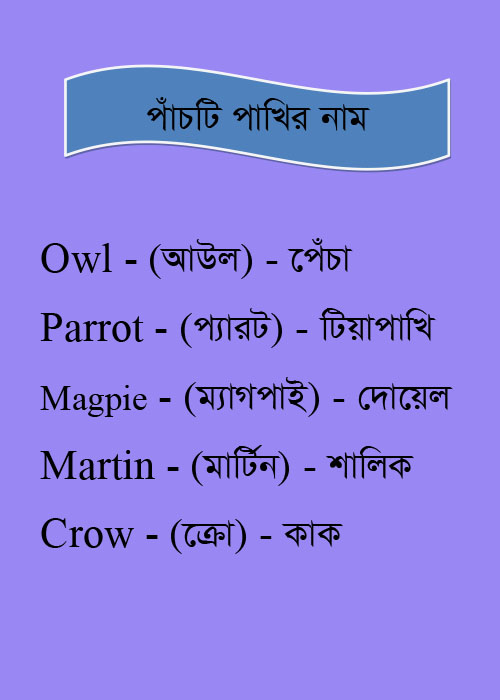 পাঁচটি পাখির নাম
Owl - (আউল) - পেঁচা
Parrot - (প্যারট) - টিয়াপাখি
Magpie - (ম্যাগপাই) - দোয়েল
Martin - (মার্টিন) - শালিক
Crow - (ক্রো) - কাক